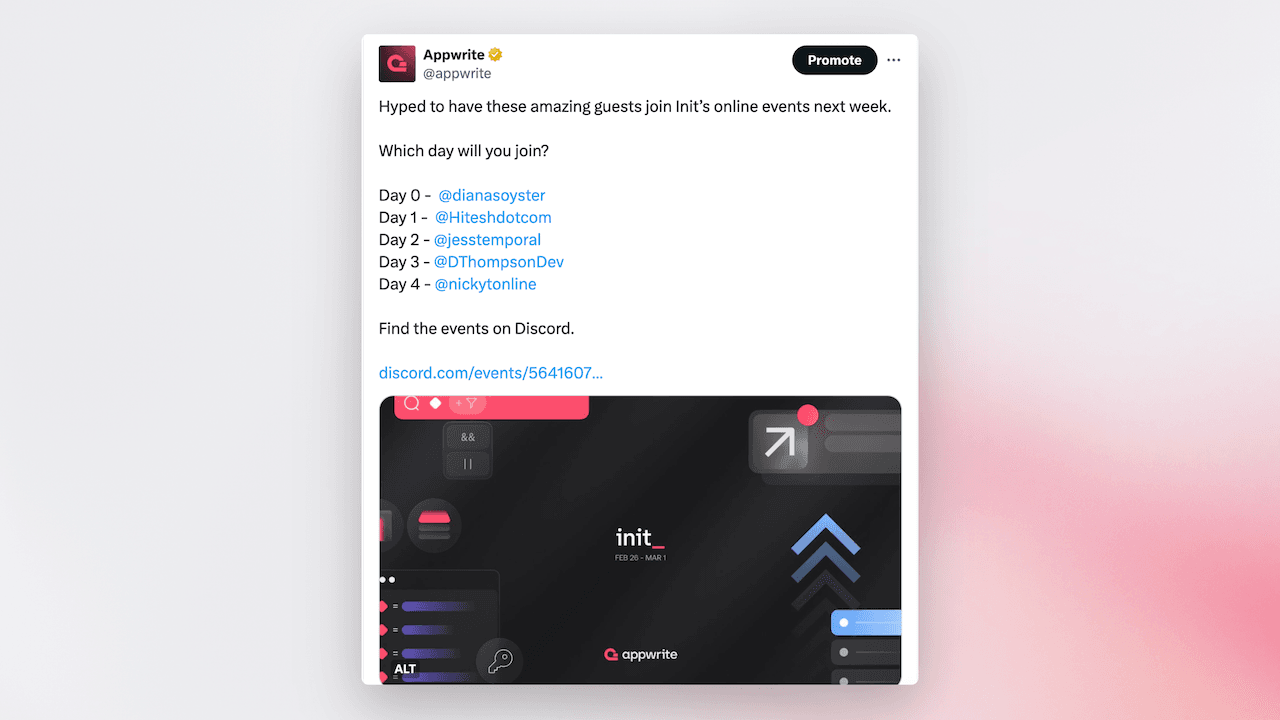 Appwrite
@appwrite
Promote
Hyped to have these amazing guests join Init’s online events next week.
Which day will you join?
Day 0 - @dianasoyster
Day 1 - @Hiteshdotcom
Day 2 - @jesstemporal
Day 3 - @DThompsonDev
Day 4 - @nickytonline
Find the events on Discord.
discord.com/events/5641607...
&&
||
init_
FEB 26 - MAR 1
=
=
=
=
ALT
appwrite